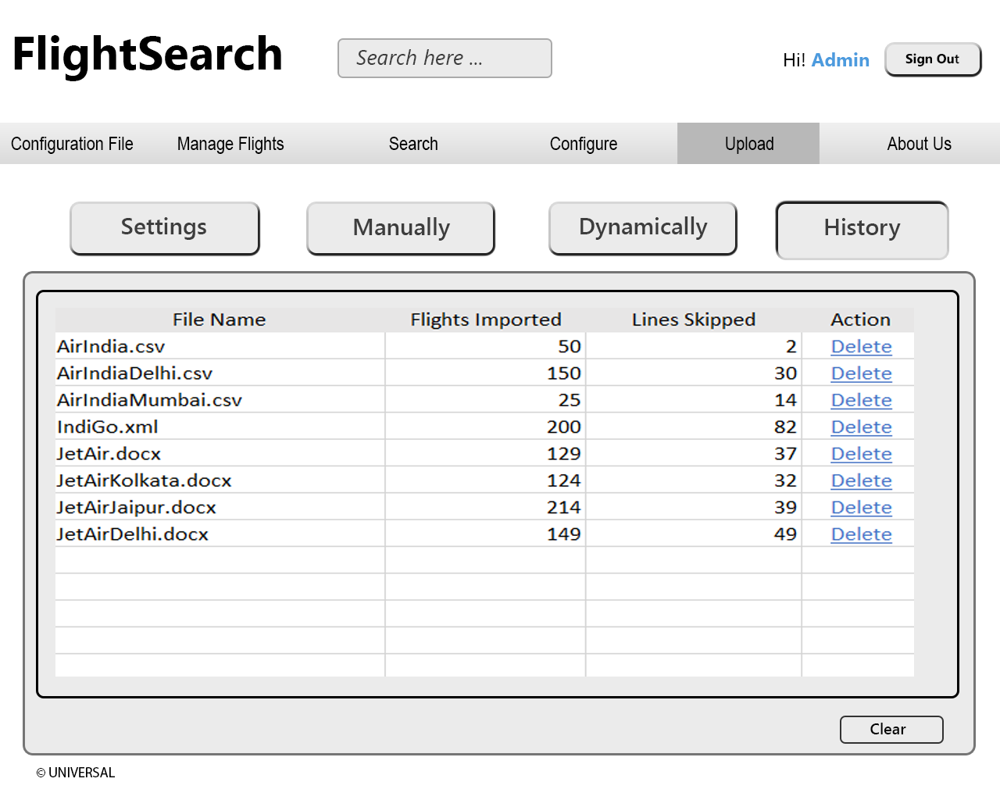 FlightSearch
Search here ...
Hi! Admin
Sign Out
Configuration File Manage Flights Search Configure Upload About Us
Settings Manually Dynamically History
File Name Flights Imported Lines Skipped Action
AirIndia.csv 50 2 Delete
AirIndiaDelhi.csv 150 30 Delete
AirIndiaMumbai.csv 25 14 Delete
IndiGo.xml 200 82 Delete
JetAir.docx 129 37 Delete
JetAirKolkata.docx 124 32 Delete
JetAirJaipur.docx 214 39 Delete
JetAirDelhi.docx 149 49 Delete
Clear
© UNIVERSAL